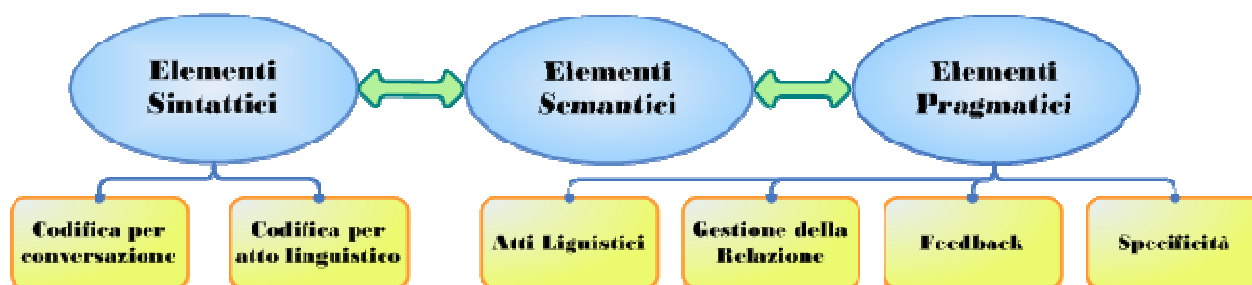 Elementi
Sintattici
Elementi
Semantici
Elementi
Pragmatici
Codifica per
conversazione
Codifica per
atto linguistico
Atti Liguistici
Gestione della
Relazione
Feedback
Specificità